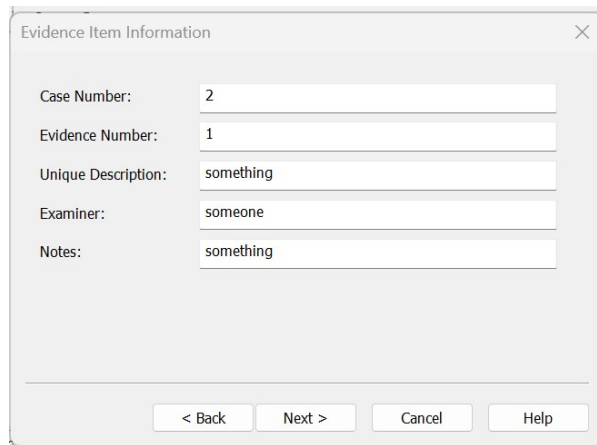 Evidence Item Information
Case Number: 2
Evidence Number: 1
Unique Description: something
Examiner: someone
Notes: something
< Back Next > Cancel Help